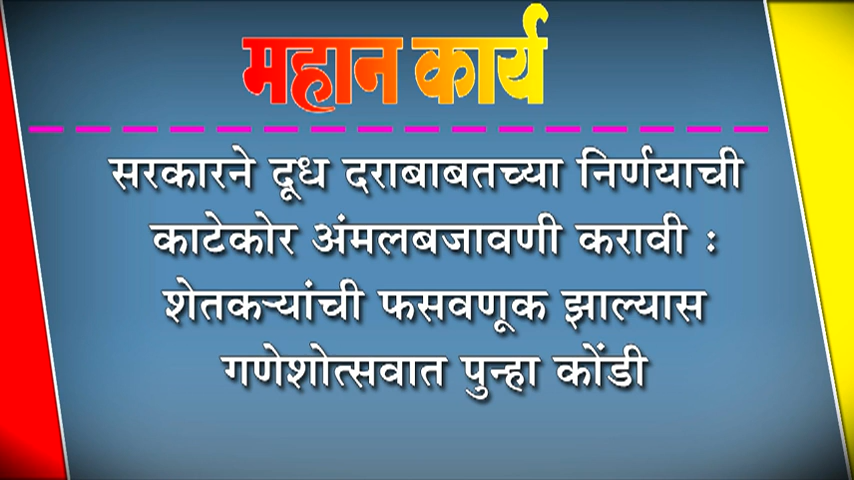 महान कार्य
सरकारने दूध दराबाबतच्या निर्णयाची
काटेकोर अंमलबजावणी करावी :
शेतकऱ्यांची फसवणूक झाल्यास
गणेशोत्सवात पुन्हा कोंडी